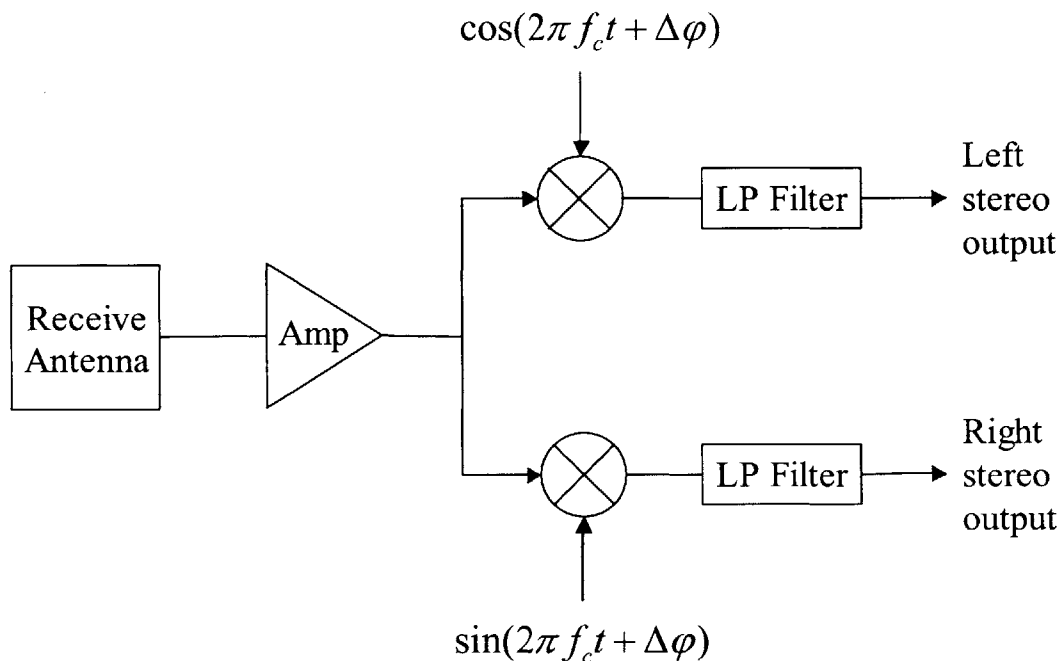 cos(2π f_c t + Δφ)
Left
stereo
output
LP Filter
Receive
Antenna
Amp
Right
stereo
output
LP Filter
sin(2π f_c t + Δφ)